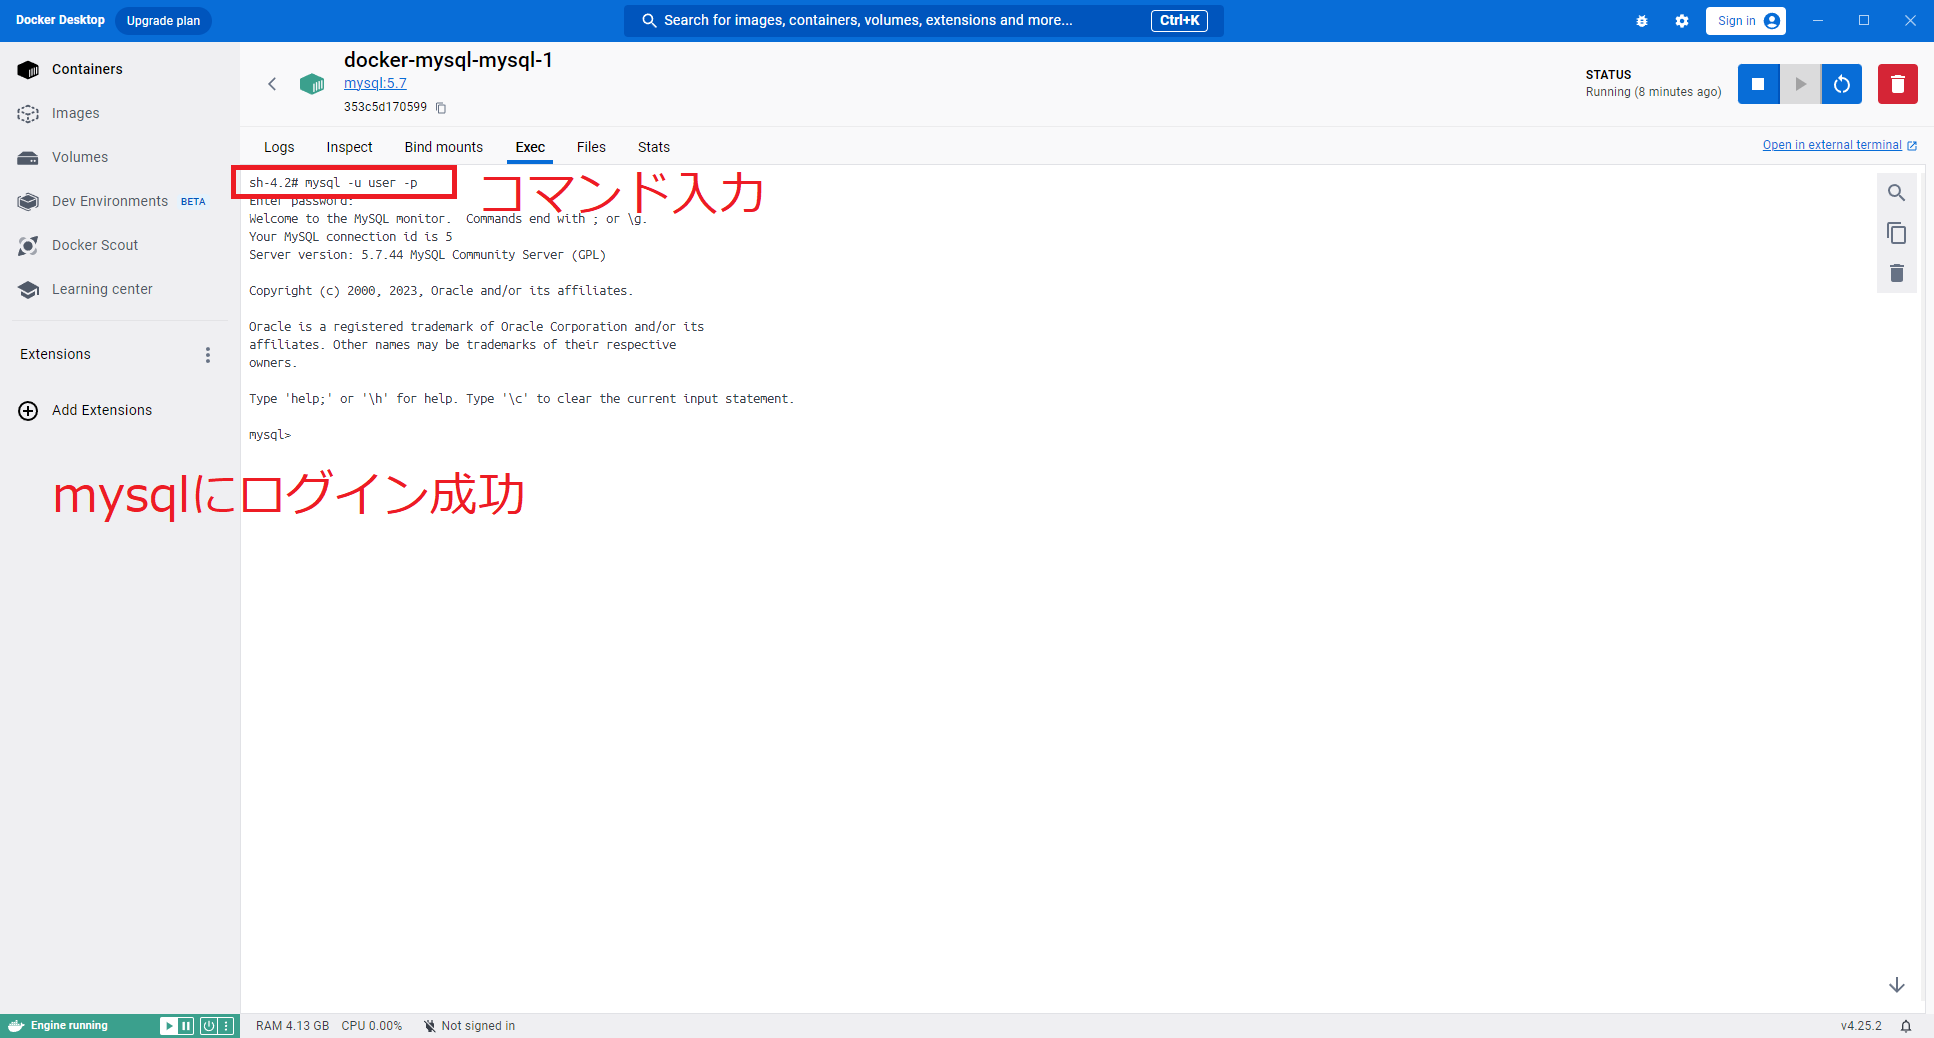 Docker Desktop Upgrade plan Search for images, containers, volumes, extensions and more... Ctrl+K Sign in
Containers
Images
Volumes
Dev Environments BETA
Docker Scout
Learning center
Extensions
Add Extensions
docker-mysql-mysql-1
mysql:5.7
353c5d170599
STATUS
Running (8 minutes ago)
Logs Inspect Bind mounts Exec Files Stats
Open in external terminal
sh-4.2# mysql -u user -p
コマンド入力
Enter password:
Welcome to the MySQL monitor.  Commands end with ; or \g.
Your MySQL connection id is 5
Server version: 5.7.44 MySQL Community Server (GPL)
Copyright (c) 2000, 2023, Oracle and/or its affiliates.
Oracle is a registered trademark of Oracle Corporation and/or its
affiliates. Other names may be trademarks of their respective
owners.
Type 'help;' or '\h' for help. Type '\c' to clear the current input statement.
mysql>
mysqlにログイン成功
Engine running
RAM 4.13 GB CPU 0.00% Not signed in
v4.25.2